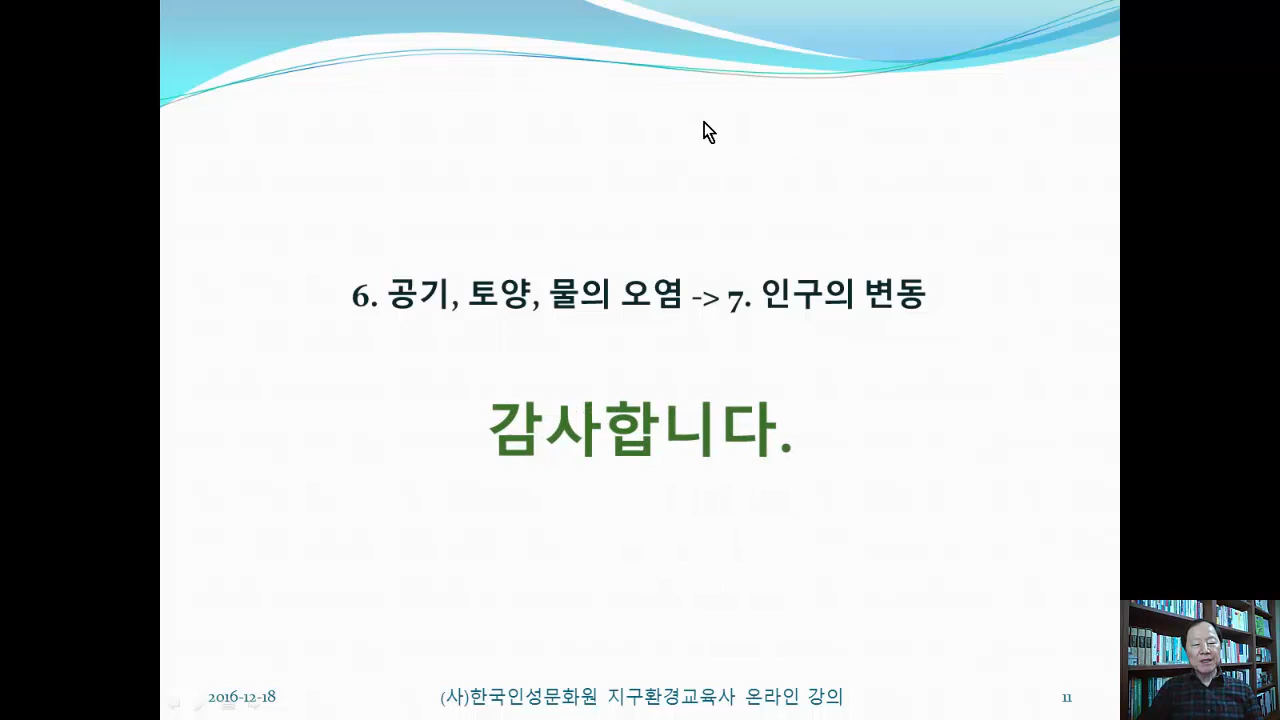 6. 공기, 토양, 물의 오염 -> 7. 인구의 변동
감사합니다.
2016-12-18
(사)한국인성문화원 지구환경교육사 온라인 강의
11